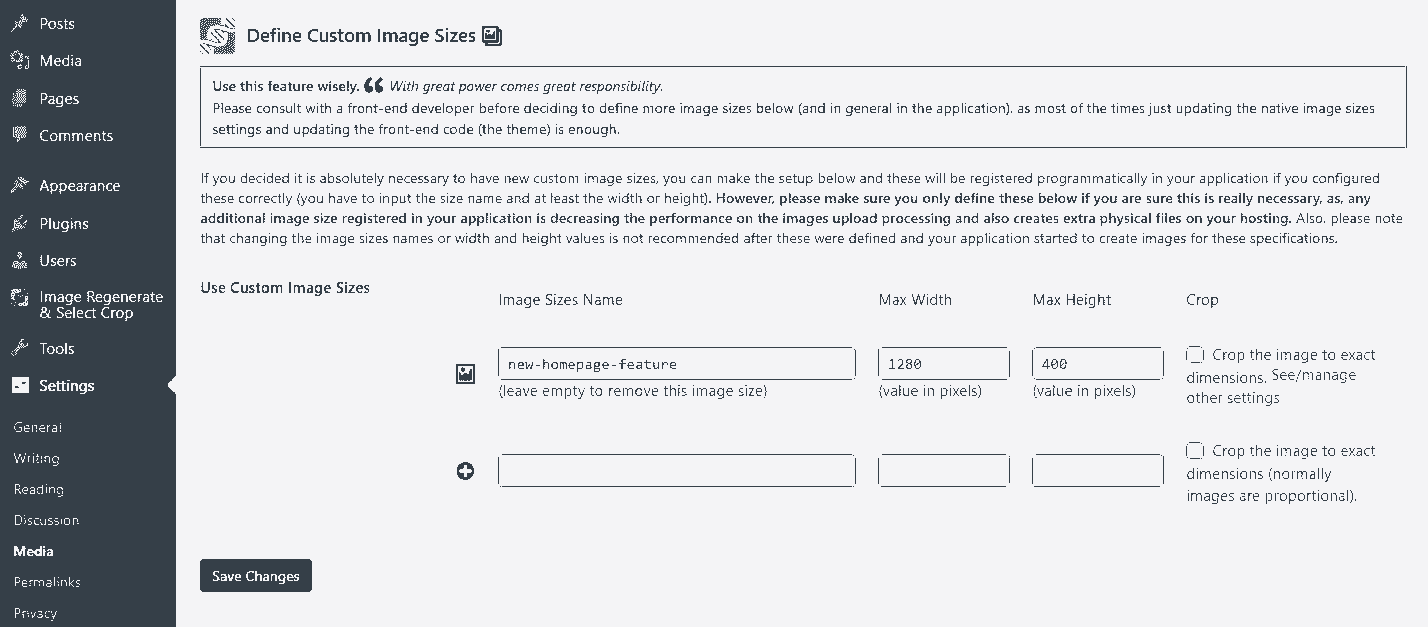 Posts
Media
Pages
Comments
Appearance
Plugins
Users
Image Regenerate
& Select Crop
Tools
Settings
General
Writing
Reading
Discussion
Media
Permalinks
Privacy
Define Custom Image Sizes
Use this feature wisely. “ With great power comes great responsibility.
Please consult with a front-end developer before deciding to define more image sizes below (and in general in the application), as most of the times just updating the native image sizes
settings and updating the front-end code (the theme) is enough.
If you decided it is absolutely necessary to have new custom image sizes, you can make the setup below and these will be registered programmatically in your application if you configured
these correctly (you have to input the size name and at least the width or height). However, please make sure you only define these below if you are sure this is really necessary, as, any
additional image size registered in your application is decreasing the performance on the images upload processing and also creates extra physical files on your hosting. Also, please note
that changing the image sizes names or width and height values is not recommended after these were defined and your application started to create images for these specifications.
Use Custom Image Sizes
Image Sizes Name Max Width Max Height Crop
new-homepage-feature 1280 400 Crop the image to exact
(leave empty to remove this image size) (value in pixels) (value in pixels) dimensions. See/manage
other settings
Crop the image to exact
dimensions (normally
images are proportional).
Save Changes